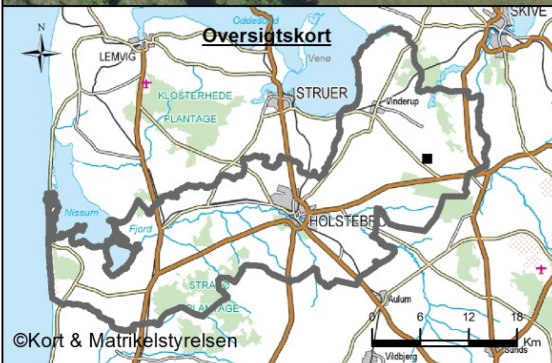 Oversigtskort
Oddesund
SKIVE
LEMVIG
Venø
KLOSTERHEDE
PLANTAGE
STRUER
Vinderup
Nissum
Fjord
HOLSTEBRO
PLANTAGE
Aulum
©Kort & Matrikelstyrelsen
0 6 12 18
Km
Vildbjerg
Sunds